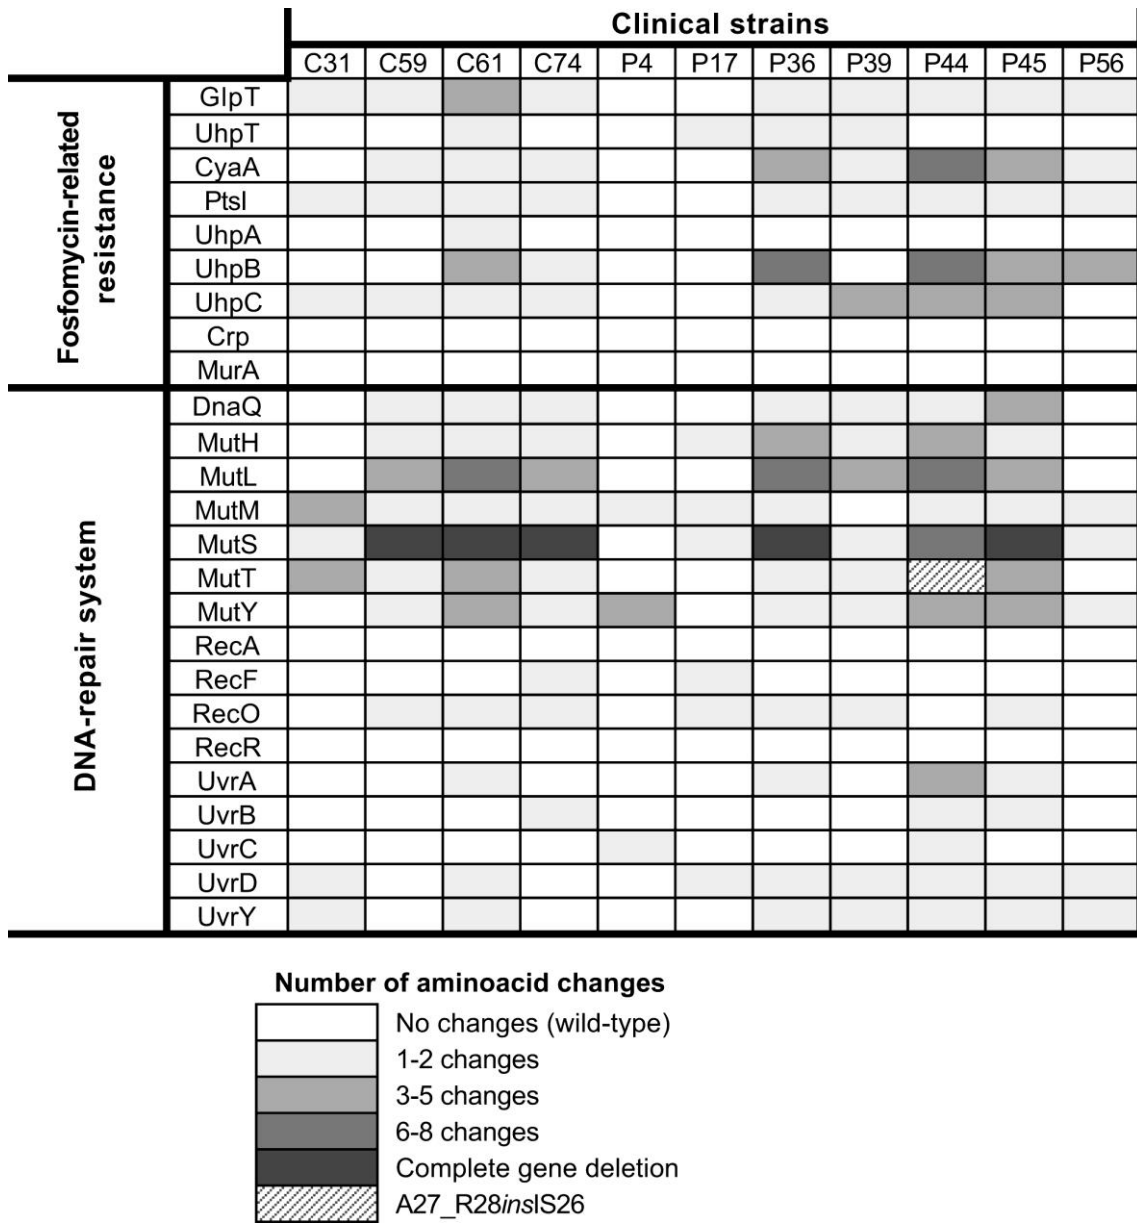 Clinical strains
C31 C59 C61 C74 P4 P17 P36 P39 P44 P45 P56
Fosfomycin-related
resistance
GlpT
UhpT
CyaA
PtsI
UhpA
UhpB
UhpC
Crp
MurA
DNA-repair system
DnaQ
MutH
MutL
MutM
MutS
MutT
MutY
RecA
RecF
RecO
RecR
UvrA
UvrB
UvrC
UvrD
UvrY
Number of aminoacid changes
No changes (wild-type)
1-2 changes
3-5 changes
6-8 changes
Complete gene deletion
A27_R28insIS26